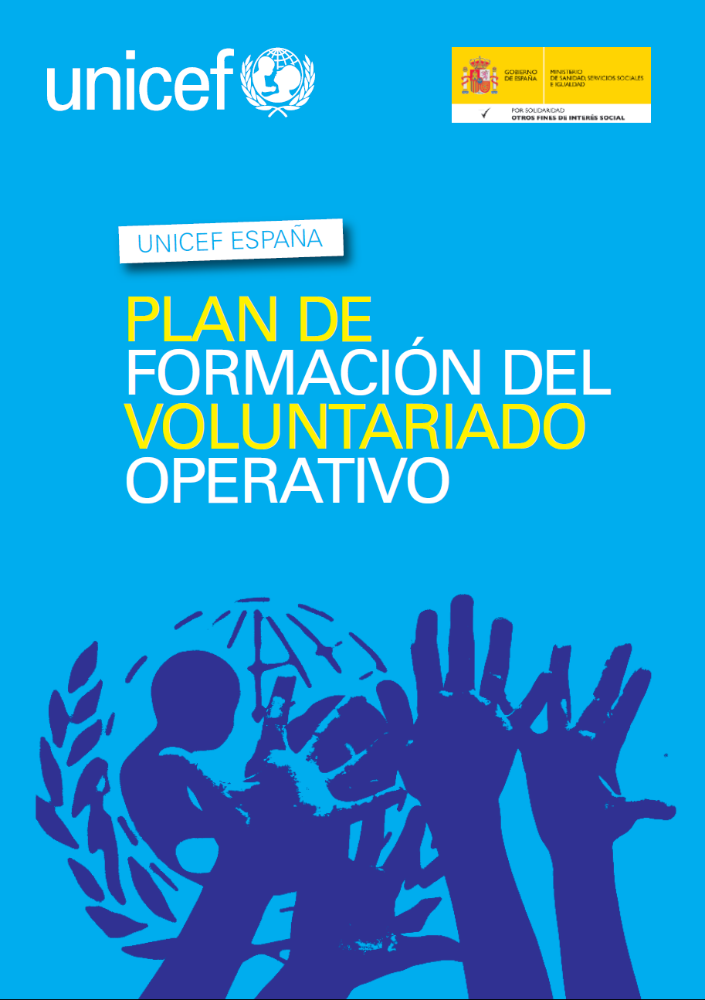 unicef
GOBIERNO
DE ESPAÑA
MINISTERIO
DE SANIDAD, SERVICIOS SOCIALES
E IGUALDAD
POR SOLIDARIDAD
OTROS FINES DE INTERÉS SOCIAL
UNICEF ESPAÑA
PLAN DE
FORMACIÓN DEL
VOLUNTARIADO
OPERATIVO